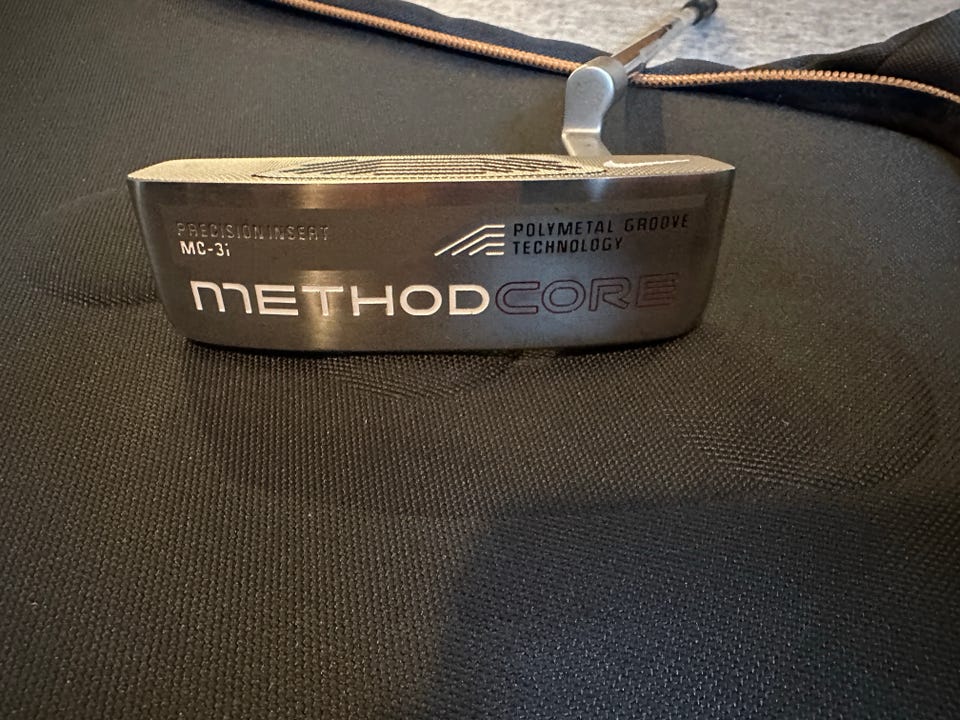 PRECISION INSERT
MC-3i
POLYMETAL GROOVE
TECHNOLOGY
METHODCORE